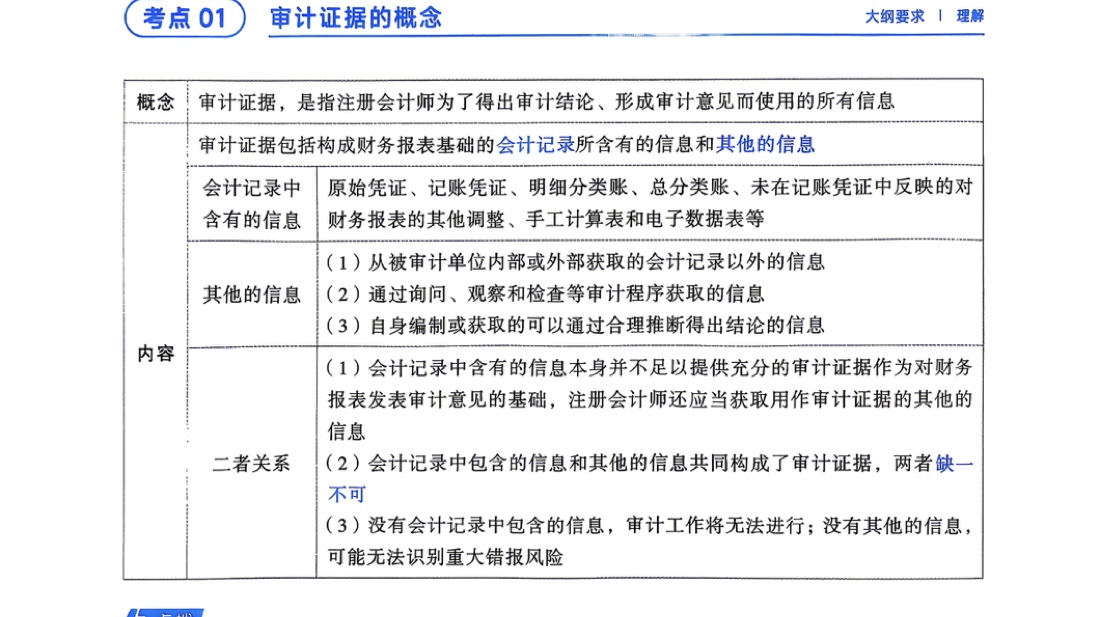 考点 01
审计证据的概念
大纲要求 | 理解
概念
审计证据，是指注册会计师为了得出审计结论、形成审计意见而使用的所有信息
内容
审计证据包括构成财务报表基础的会计记录所含有的信息和其他的信息
会计记录中
含有的信息
原始凭证、记账凭证、明细分类账、总分类账、未在记账凭证中反映的对
财务报表的其他调整、手工计算表和电子数据表等
其他的信息
（1）从被审计单位内部或外部获取的会计记录以外的信息
（2）通过询问、观察和检查等审计程序获取的信息
（3）自身编制或获取的可以通过合理推断得出结论的信息
二者关系
（1）会计记录中含有的信息本身并不足以提供充分的审计证据作为对财务
报表发表审计意见的基础，注册会计师还应当获取用作审计证据的其他的
信息
（2）会计记录中包含的信息和其他的信息共同构成了审计证据，两者缺一
不可
（3）没有会计记录中包含的信息，审计工作将无法进行；没有其他的信息，
可能无法识别重大错报风险